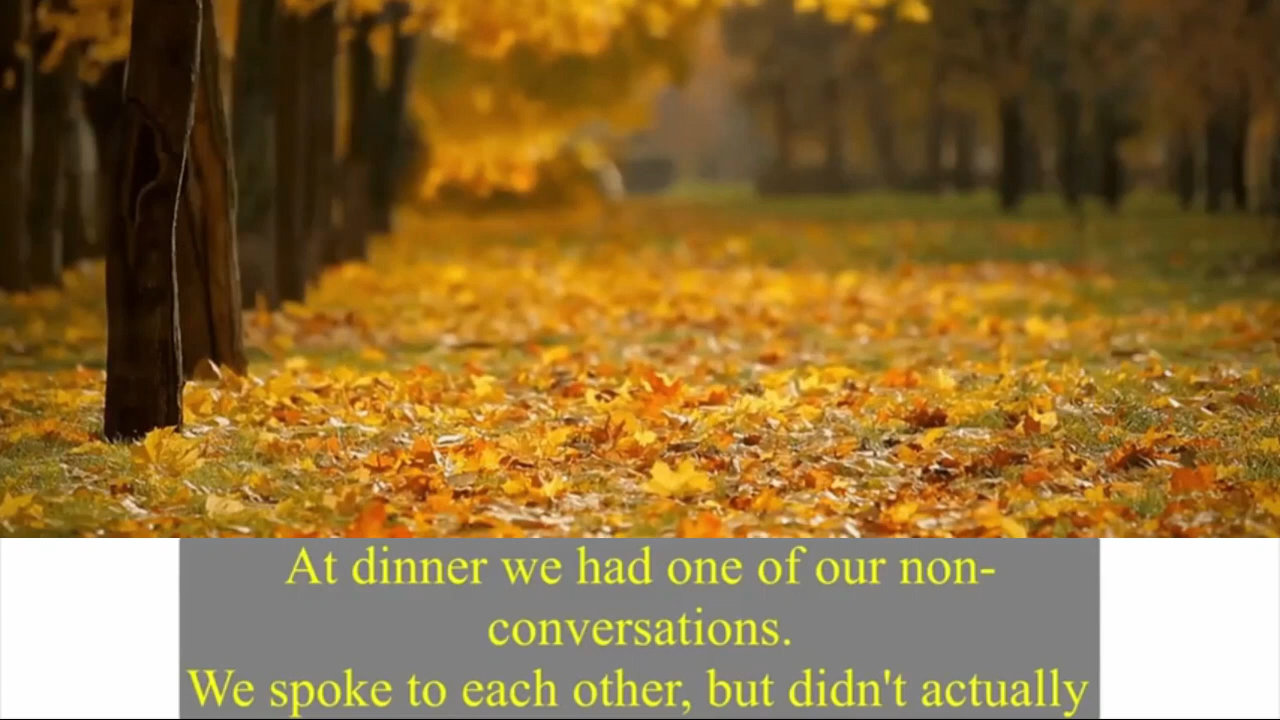 At dinner we had one of our non-
conversations.
We spoke to each other, but didn't actually